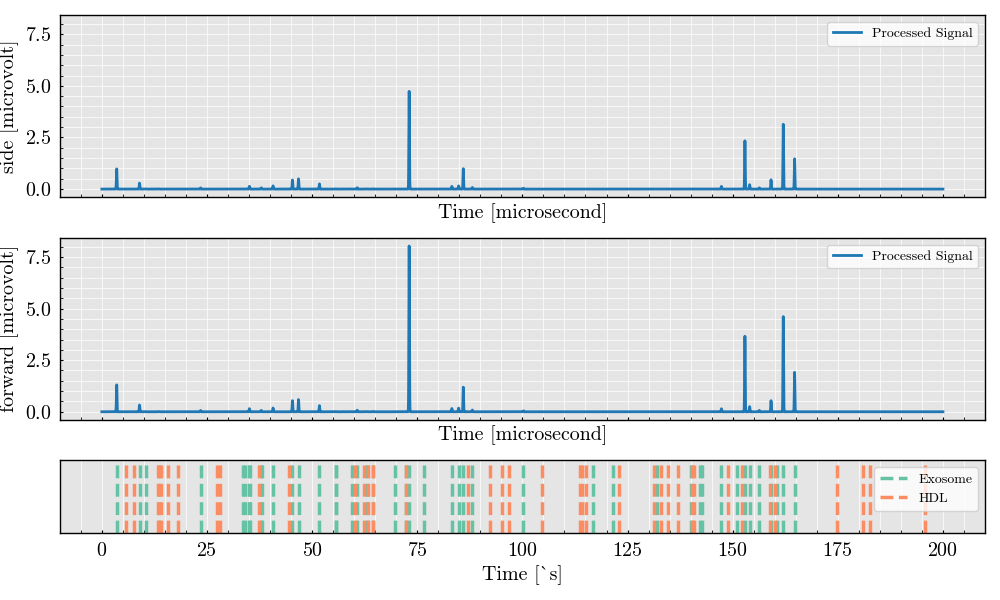 7.5
5.0
2.5
0.0
side [microvolt]
Processed Signal
Time [microsecond]
7.5
5.0
2.5
0.0
forward [microvolt]
Processed Signal
Time [microsecond]
Exosome
HDL
0 25 50 75 100 125 150 175 200
Time [`s]